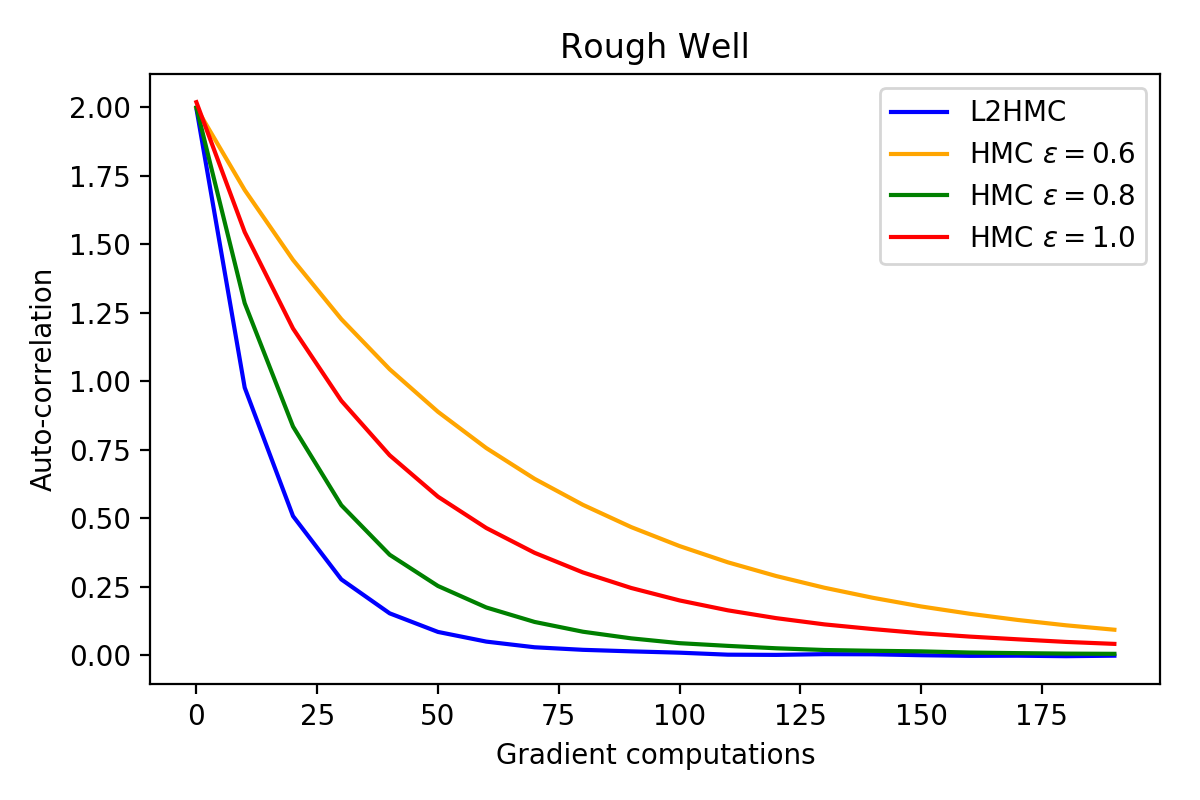 Rough Well
L2HMC
HMC ε = 0.6
HMC ε = 0.8
HMC ε = 1.0
Auto-correlation
2.00
1.75
1.50
1.25
1.00
0.75
0.50
0.25
0.00
0 25 50 75 100 125 150 175
Gradient computations